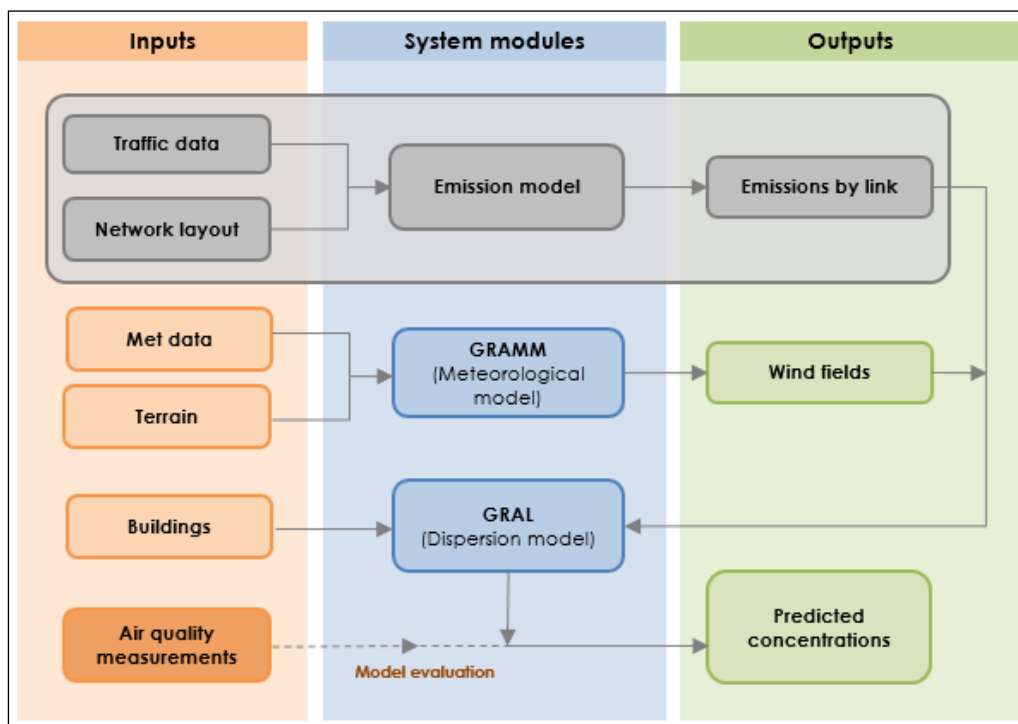 Inputs
System modules
Outputs
Traffic data
Network layout
Emission model
Emissions by link
Met data
Terrain
GRAMM
(Meteorological
model)
Wind fields
Buildings
GRAL
(Dispersion model)
Air quality
measurements
Model evaluation
Predicted
concentrations